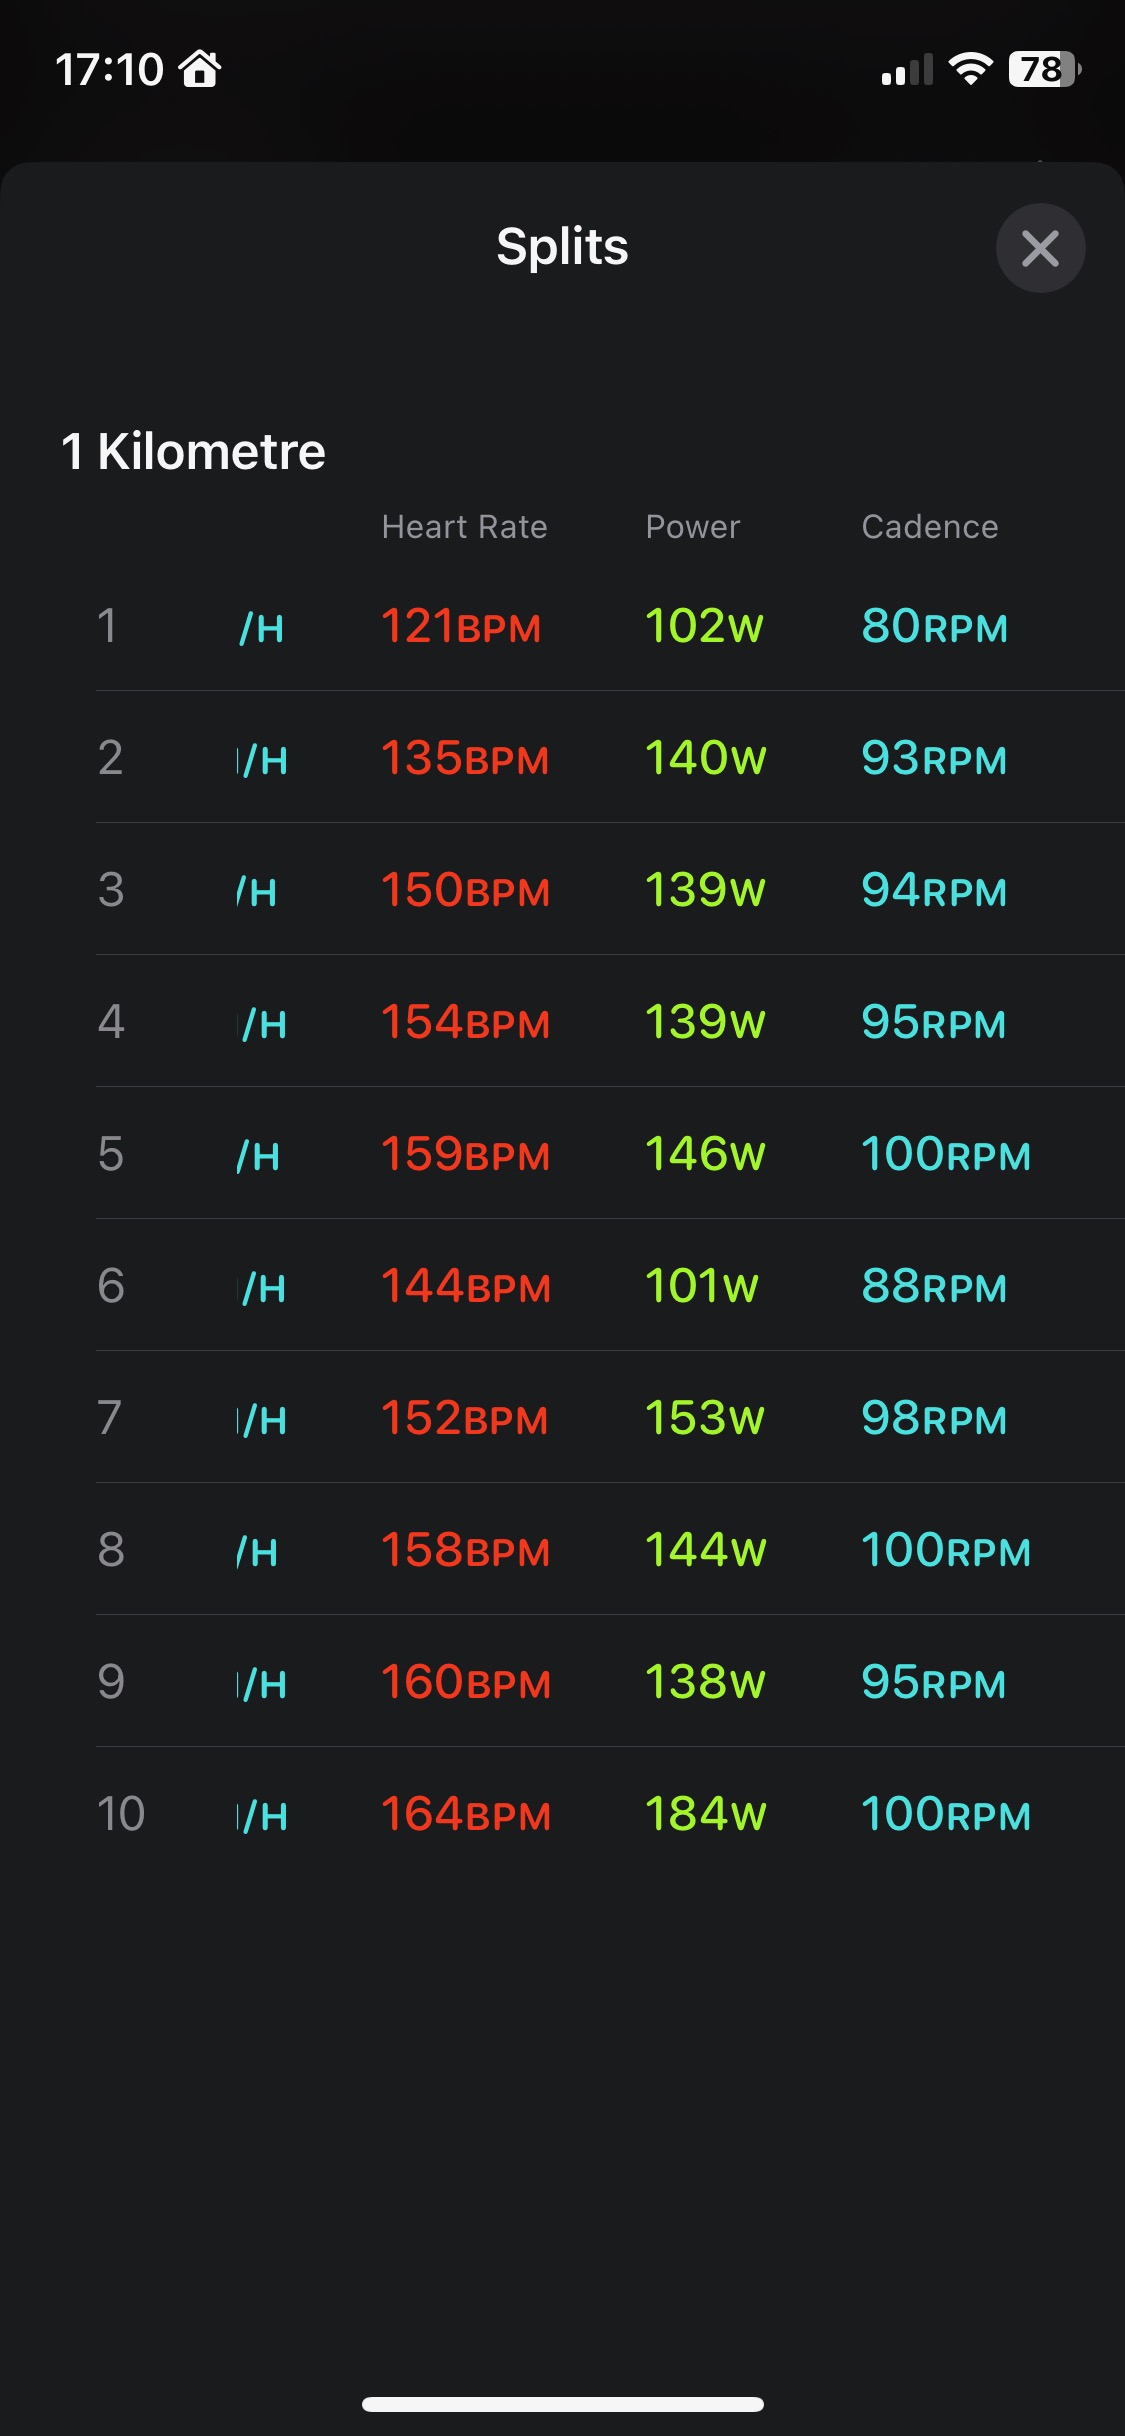 17:10 78
Splits
1 Kilometre
Heart Rate Power Cadence
1 /H 121BPM 102W 80RPM
2 /H 135BPM 140W 93RPM
3 /H 150BPM 139W 94RPM
4 /H 154BPM 139W 95RPM
5 /H 159BPM 146W 100RPM
6 /H 144BPM 101W 88RPM
7 /H 152BPM 153W 98RPM
8 /H 158BPM 144W 100RPM
9 /H 160BPM 138W 95RPM
10 /H 164BPM 184W 100RPM